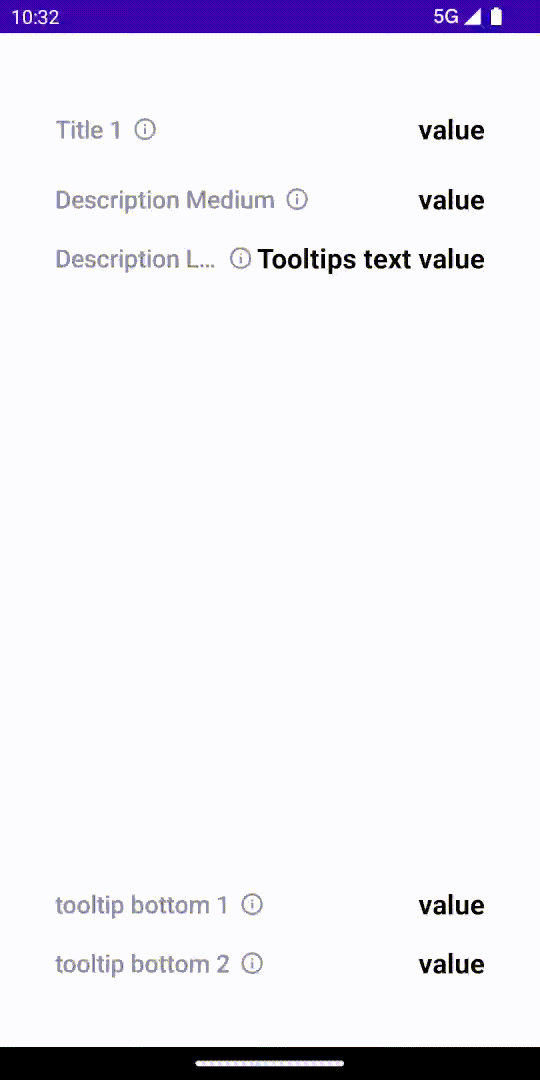 10:32 5G
Title 1 value
Description Medium value
Description L... Tooltips text value
tooltip bottom 1 value
tooltip bottom 2 value